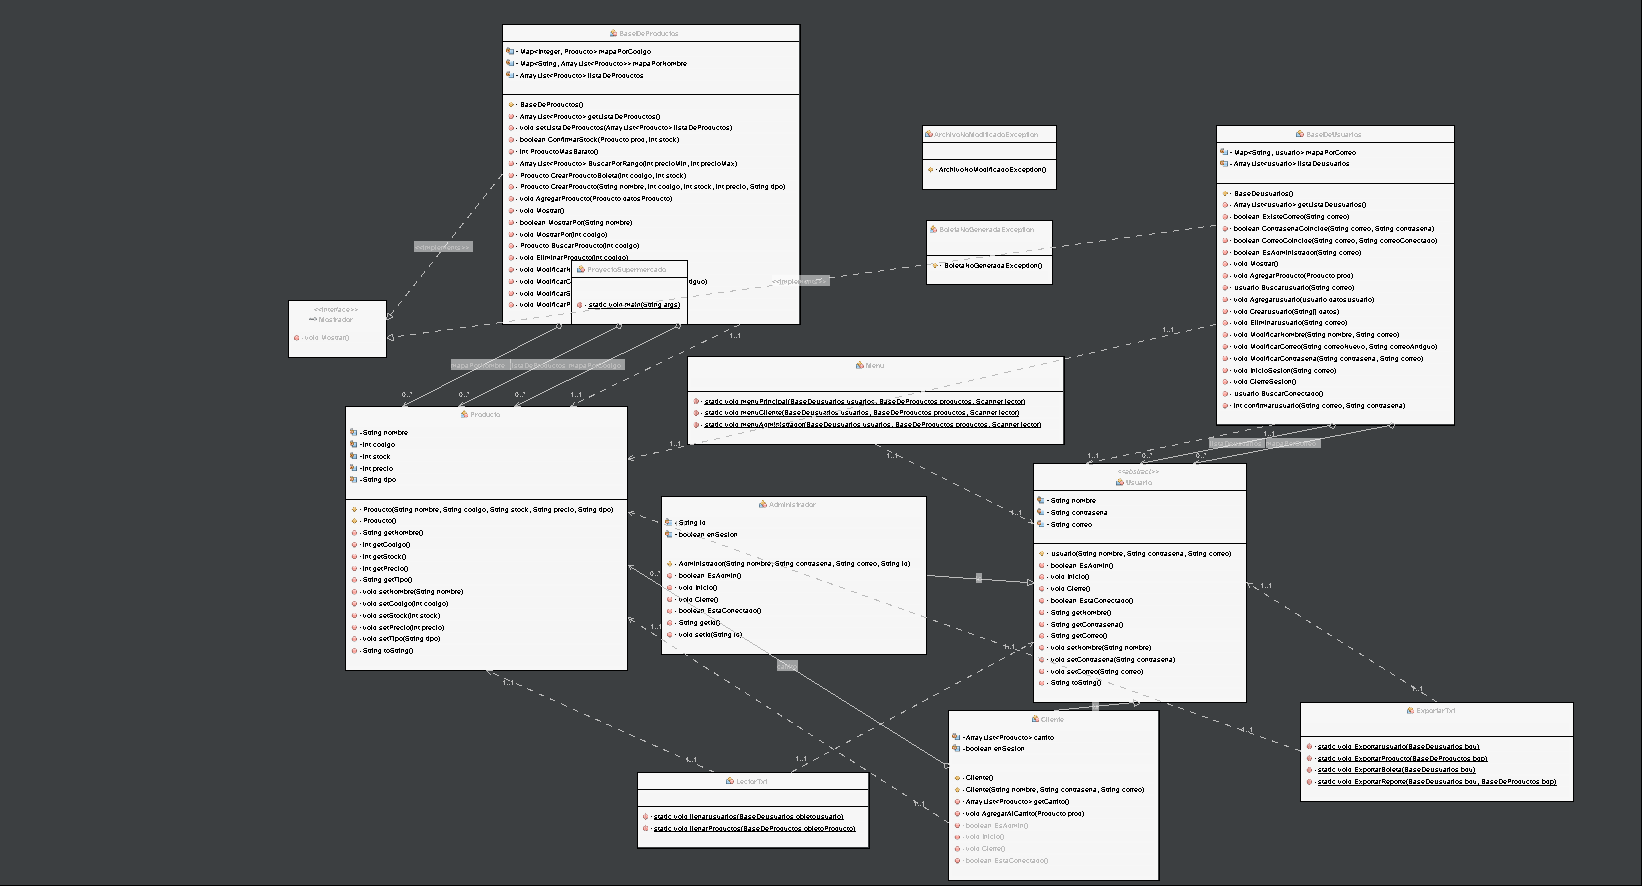 BaseDeProductos
- Map<Integer, Producto> mapaPorCodigo
- Map<String, ArrayList<Producto>> mapaPorNombre
- ArrayList<Producto> listaDeProductos
BaseDeProductos()
ArrayList<Producto> getListaDeProductos()
void setListaDeProductos(ArrayList<Producto> listaDeProductos)
boolean ConfirmarStock(Producto prod, int stock)
int ProductoMasBarato()
ArrayList<Producto> BuscarPorRango(int precioMin, int precioMax)
Producto CrearProductoBoleta(int codigo, int stock)
Producto CrearProducto(String nombre, int codigo, int stock, int precio, String tipo)
void AgregarProducto(Producto datosProducto)
void Mostrar()
boolean MostrarPor(String nombre)
void MostrarPor(int codigo)
Producto BuscarProducto(int codigo)
void EliminarProducto(int codigo)
void ModificarN
void ModificarC
tiguo)
void ModificarS
void ModificarP
ProyectoSupermercado
static void main(String args)
ArchivoNoModificadoException
ArchivoNoModificadoException()
BoletaNoGeneradaException
BoletaNoGeneradaException()
BaseDeUsuarios
- Map<String, usuario> mapaPorCorreo
- ArrayList<usuario> listaDeusuarios
BaseDeusuarios()
ArrayList<usuario> getListaDeusuarios()
boolean ExisteCorreo(String correo)
boolean ContrasenaCoincide(String correo, String contrasena)
boolean CorreoCoincide(String correo, String correoConectado)
boolean EsAdministrador(String correo)
void Mostrar()
void AgregarProducto(Producto prod)
usuario Buscarusuario(String correo)
void Agregarusuario(usuario datosusuario)
void Crearusuario(String[] datos)
void Eliminarusuario(String correo)
void ModificarNombre(String nombre, String correo)
void ModificarCorreo(String correoNuevo, String correoAntiguo)
void ModificarContrasena(String contrasena, String correo)
void InicioSesion(String correo)
void CierreSesion()
usuario BuscarConectado()
int confirmarusuario(String correo, String contrasena)
<<implements>>
<<implements>>
<<interface>>
Mostrador
void Mostrar()
mapaPorNombre
listaDeProductos
mapaPorCodigo
0..*
0..*
0..*
1..1
1..1
Menu
static void menuPrincipal(BaseDeusuarios usuarios, BaseDeProductos productos, Scanner lector)
static void menuCliente(BaseDeusuarios usuarios, BaseDeProductos productos, Scanner lector)
static void menuAdministrador(BaseDeusuarios usuarios, BaseDeProductos productos, Scanner lector)
1..1
1..1
1..1
1..1
1..1
1..1
0..*
0..*
mapaPorCorreo
Producto
- String nombre
- int codigo
- int stock
- int precio
- String tipo
Producto(String nombre, String codigo, String stock, String precio, String tipo)
Producto()
String getNombre()
int getCodigo()
int getStock()
int getPrecio()
String getTipo()
void setNombre(String nombre)
void setCodigo(int codigo)
void setStock(int stock)
void setPrecio(int precio)
void setTipo(String tipo)
String toString()
Administrador
- String id
- boolean enSesion
Administrador(String nombre, String contrasena, String correo, String id)
boolean EsAdmin()
void Inicio()
void Cierre()
boolean EstaConectado()
String getId()
void setId(String id)
0..*
1..1
carrito
<<abstract>>
Usuario
- String nombre
- String contrasena
- String correo
usuario(String nombre, String contrasena, String correo)
boolean EsAdmin()
void Inicio()
void Cierre()
boolean EstaConectado()
String getNombre()
String getContrasena()
String getCorreo()
void setNombre(String nombre)
void setContrasena(String contrasena)
void setCorreo(String correo)
String toString()
1..1
1..1
1..1
1..1
1..1
1..1
1..1
1..1
LectorTxt
static void llenarusuarios(BaseDeusuarios objetousuario)
static void llenarProductos(BaseDeProductos objetoProducto)
Cliente
- ArrayList<Producto> carrito
- boolean enSesion
Cliente()
Cliente(String nombre, String contrasena, String correo)
ArrayList<Producto> getCarrito()
void AgregarAlCarrito(Producto prod)
boolean EsAdmin()
void Inicio()
void Cierre()
boolean EstaConectado()
ExportarTxt
static void Exportarusuario(BaseDeusuarios bdu)
static void ExportarProducto(BaseDeProductos bdp)
static void ExportarBoleta(BaseDeusuarios bdu)
static void ExportarReporte(BaseDeusuarios bdu, BaseDeProductos bdp)